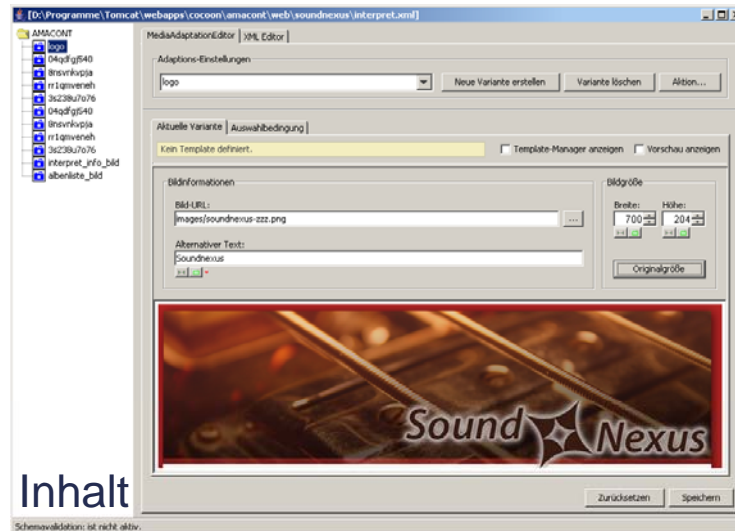 [D:\Programme\Tomcat\webapps\cocoon\amacont\web\soundnexus\interpret.xml]
AMACONT
logo
04qdfgj540
8nsvnkvpja
rr1qmveneh
3s238u7o76
04qdfgj540
8nsvnkvpja
rr1qmveneh
3s238u7o76
interpret_info_bild
albenliste_bild
MediaAdaptationEditor XML Editor
Adaptions-Einstellungen
logo Neue Variante erstellen Variante löschen Aktion...
Aktuelle Variante Auswahlbedingung
Kein Template definiert. Template-Manager anzeigen Vorschau anzeigen
Bildinformationen Bildgröße
Bild-URL: Breite: Höhe:
images/soundnexus-zzz.png ... 700 204
Alternativer Text:
Soundnexus
Originalgröße
Sound Nexus
Inhalt
Zurücksetzen Speichern
Schemavalidation: ist nicht aktiv.